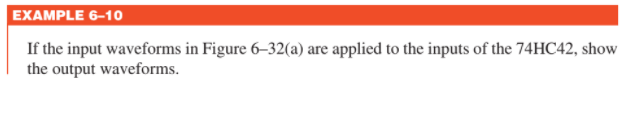 EXAMPLE 6–10
If the input waveforms in Figure 6–32(a) are applied to the inputs of the 74HC42, show
the output waveforms.